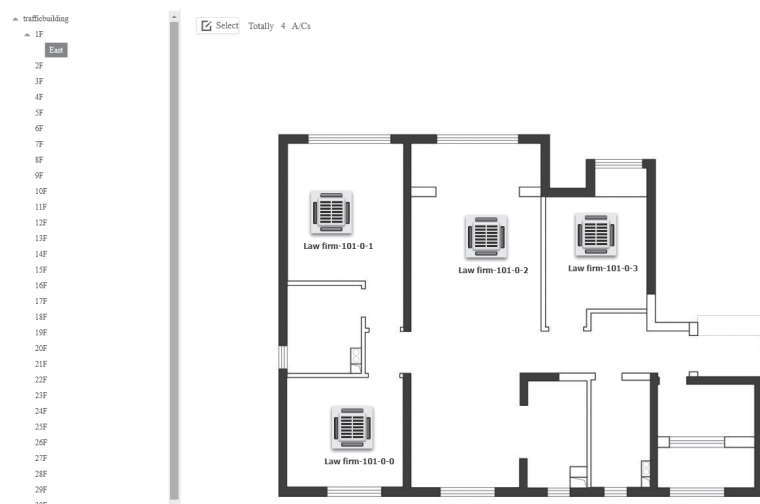 trafficbuilding
1F
East
2F
3F
4F
5F
6F
7F
8F
9F
10F
11F
12F
13F
14F
15F
16F
17F
18F
19F
20F
21F
22F
23F
24F
25F
26F
27F
28F
29F
Select Totally 4 A/Cs
Law firm-101-0-1
Law firm-101-0-2
Law firm-101-0-3
Law firm-101-0-0